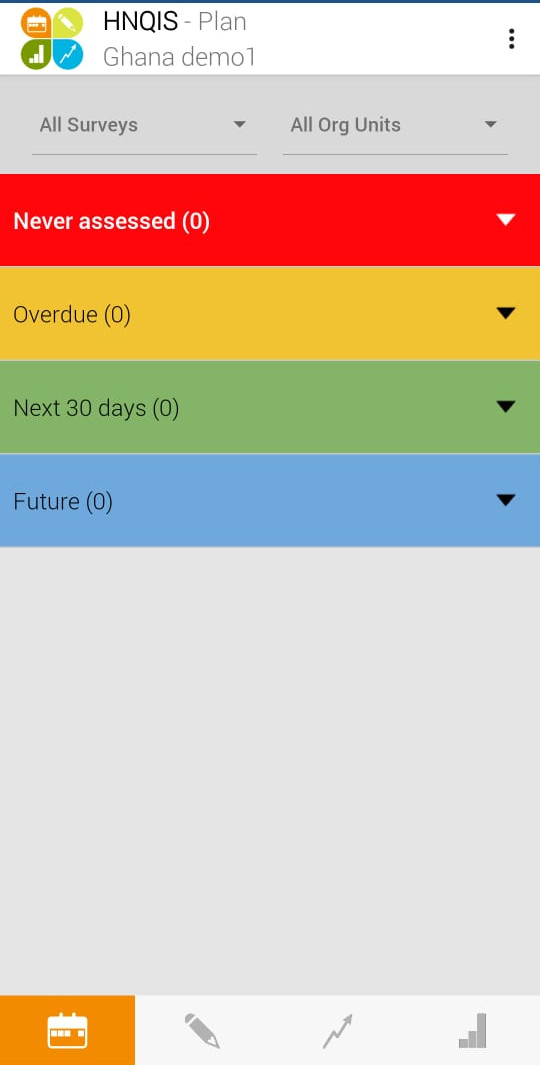 HNQIS - Plan
Ghana demo1
All Surveys
All Org Units
Never assessed (0)
Overdue (0)
Next 30 days (0)
Future (0)